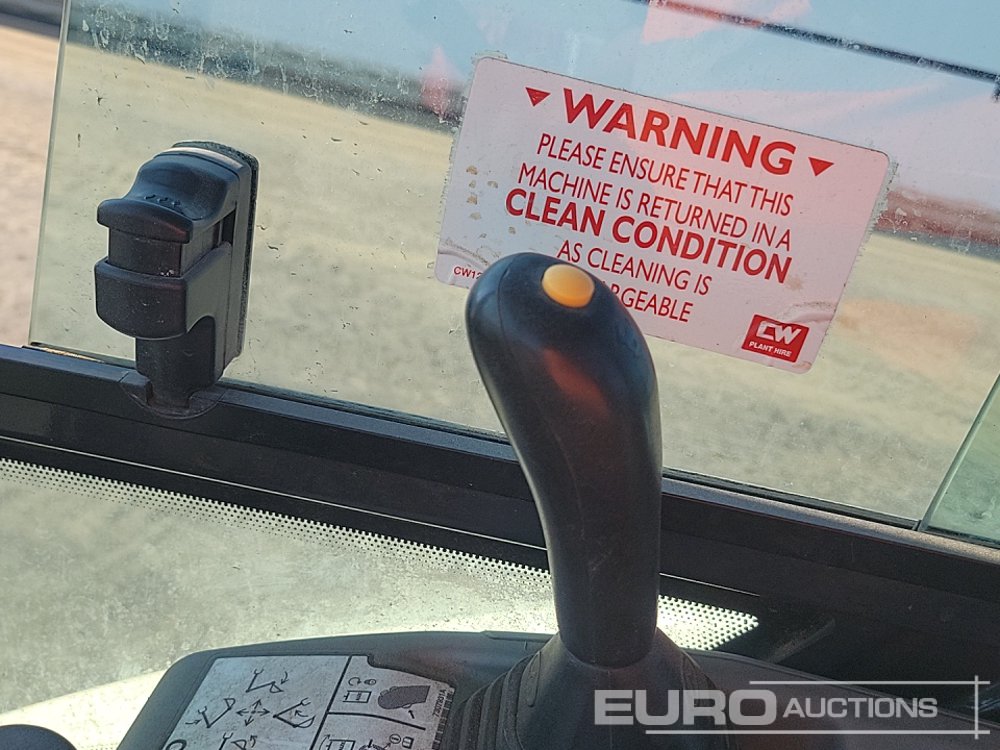 WARNING
PLEASE ENSURE THAT THIS
MACHINE IS RETURNED IN A
CLEAN CONDITION
AS CLEANING IS
CW
PLANT HIRE
EURO AUCTIONS